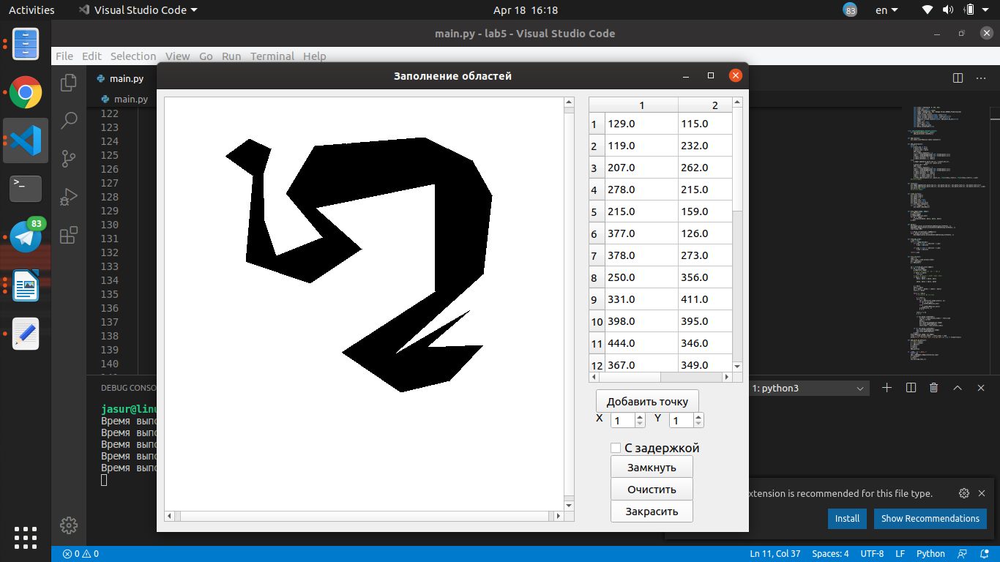 Activities
Visual Studio Code
Apr 18 16:18
83
en
main.py - lab5 - Visual Studio Code
File Edit Selection View Go Run Terminal Help
main.py
main.py
122
123
124
125
126
127
128
129
130
131
132
133
134
135
136
137
138
139
140
83
Заполнение областей
1 2
1 129.0 115.0
2 119.0 232.0
3 207.0 262.0
4 278.0 215.0
5 215.0 159.0
6 377.0 126.0
7 378.0 273.0
8 250.0 356.0
9 331.0 411.0
10 398.0 395.0
11 444.0 346.0
12 367.0 349.0
Добавить точку
X 1 Y 1
С задержкой
Замкнуть
Очистить
Закрасить
DEBUG CONSO
1: python3
jasur@linu
Время выпо
Время выпо
Время выпо
Время выпо
Время выпо
xtension is recommended for this file type.
Install
Show Recommendations
0 0
Ln 11, Col 37 Spaces: 4 UTF-8 LF Python